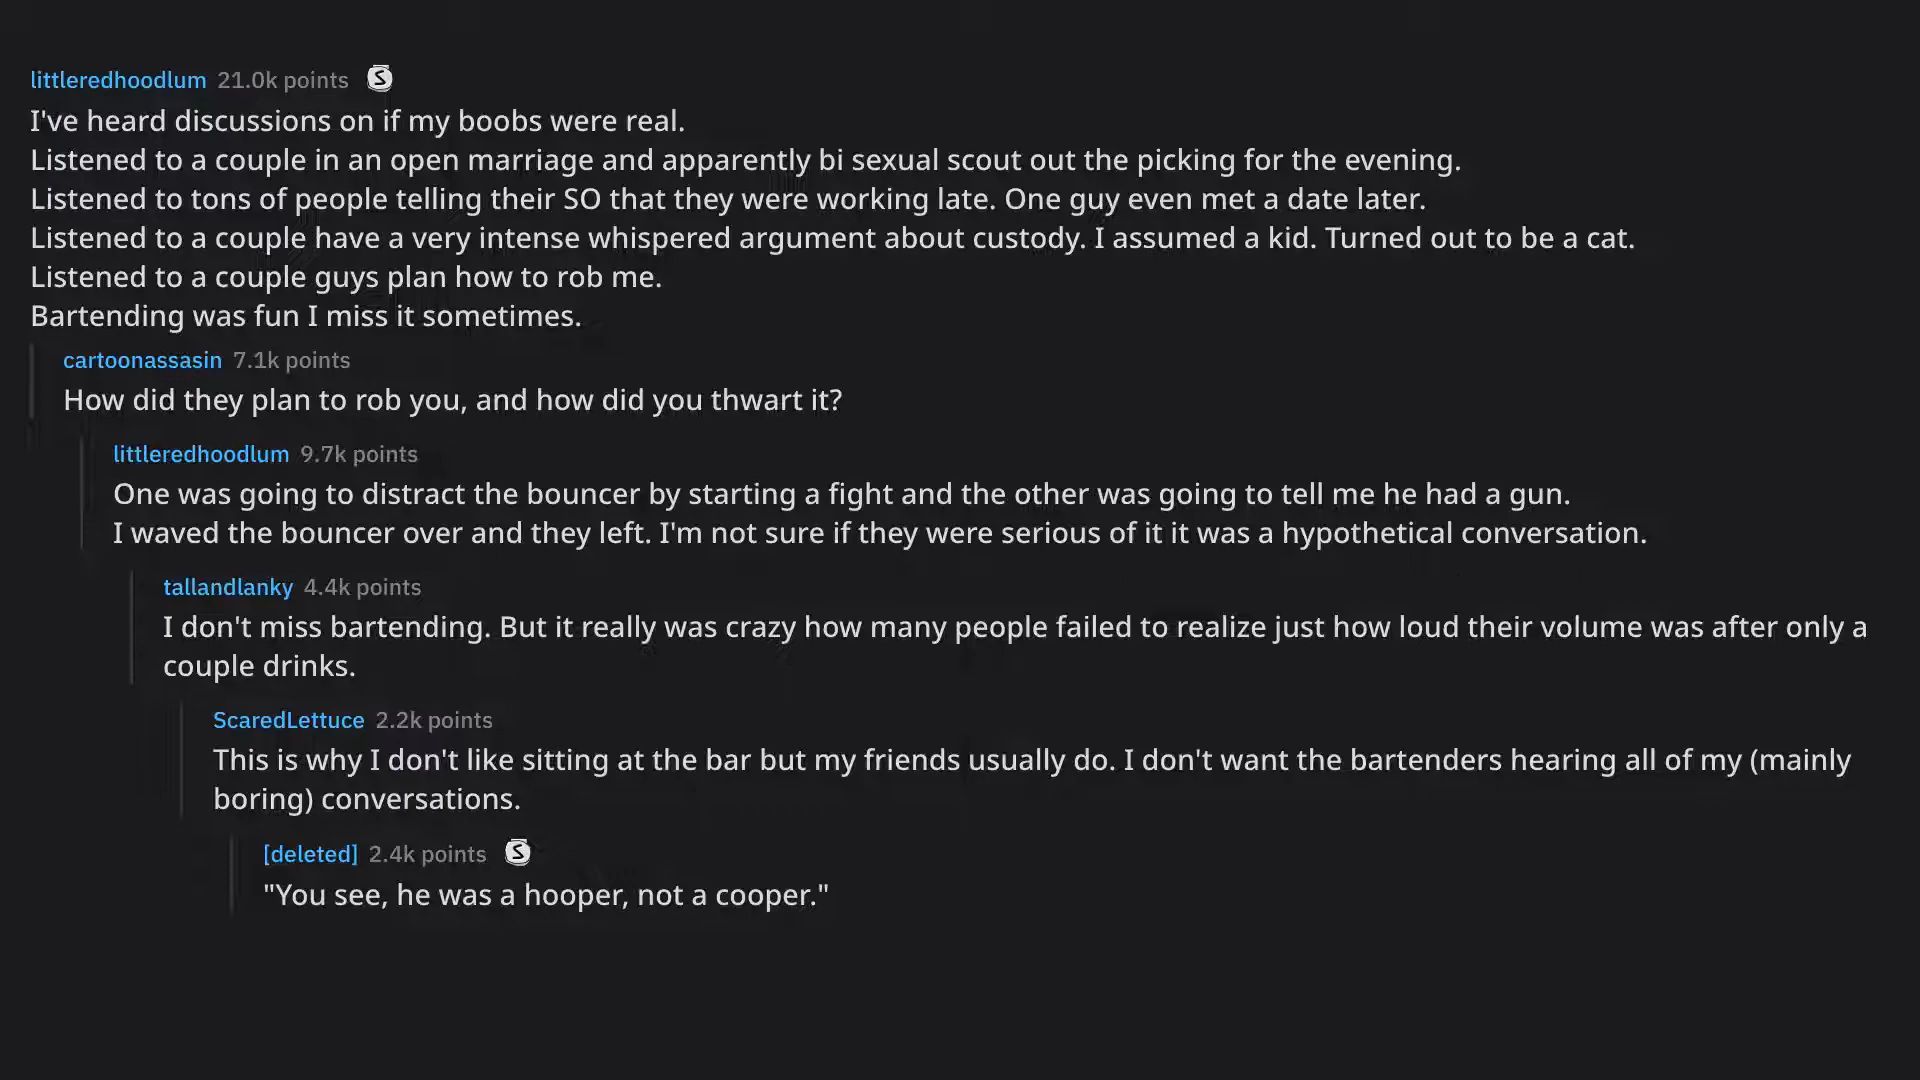 littleredhoodlum 21.0k points S
I've heard discussions on if my boobs were real.
Listened to a couple in an open marriage and apparently bi sexual scout out the picking for the evening.
Listened to tons of people telling their SO that they were working late. One guy even met a date later.
Listened to a couple have a very intense whispered argument about custody. I assumed a kid. Turned out to be a cat.
Listened to a couple guys plan how to rob me.
Bartending was fun I miss it sometimes.
cartoonassasin 7.1k points
How did they plan to rob you, and how did you thwart it?
littleredhoodlum 9.7k points
One was going to distract the bouncer by starting a fight and the other was going to tell me he had a gun.
I waved the bouncer over and they left. I'm not sure if they were serious of it it was a hypothetical conversation.
tallandlanky 4.4k points
I don't miss bartending. But it really was crazy how many people failed to realize just how loud their volume was after only a
couple drinks.
ScaredLettuce 2.2k points
This is why I don't like sitting at the bar but my friends usually do. I don't want the bartenders hearing all of my (mainly
boring) conversations.
[deleted] 2.4k points S
"You see, he was a hooper, not a cooper."